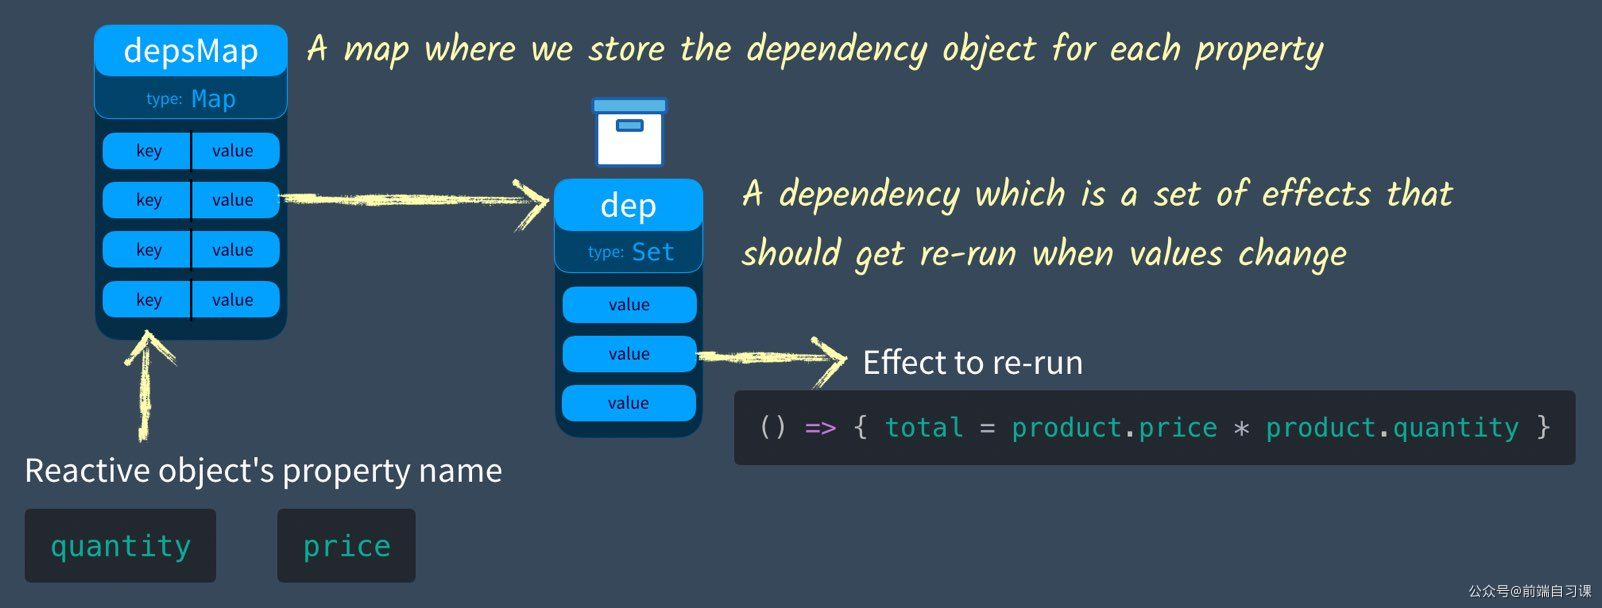 depsMap
A map where we store the dependency object for each property
type: Map
key value
key value
key value
key value
dep
type: Set
A dependency which is a set of effects that
should get re-run when values change
value
value
value
Effect to re-run
() => { total = product.price * product.quantity }
Reactive object's property name
quantity price
公众号@前端自习课